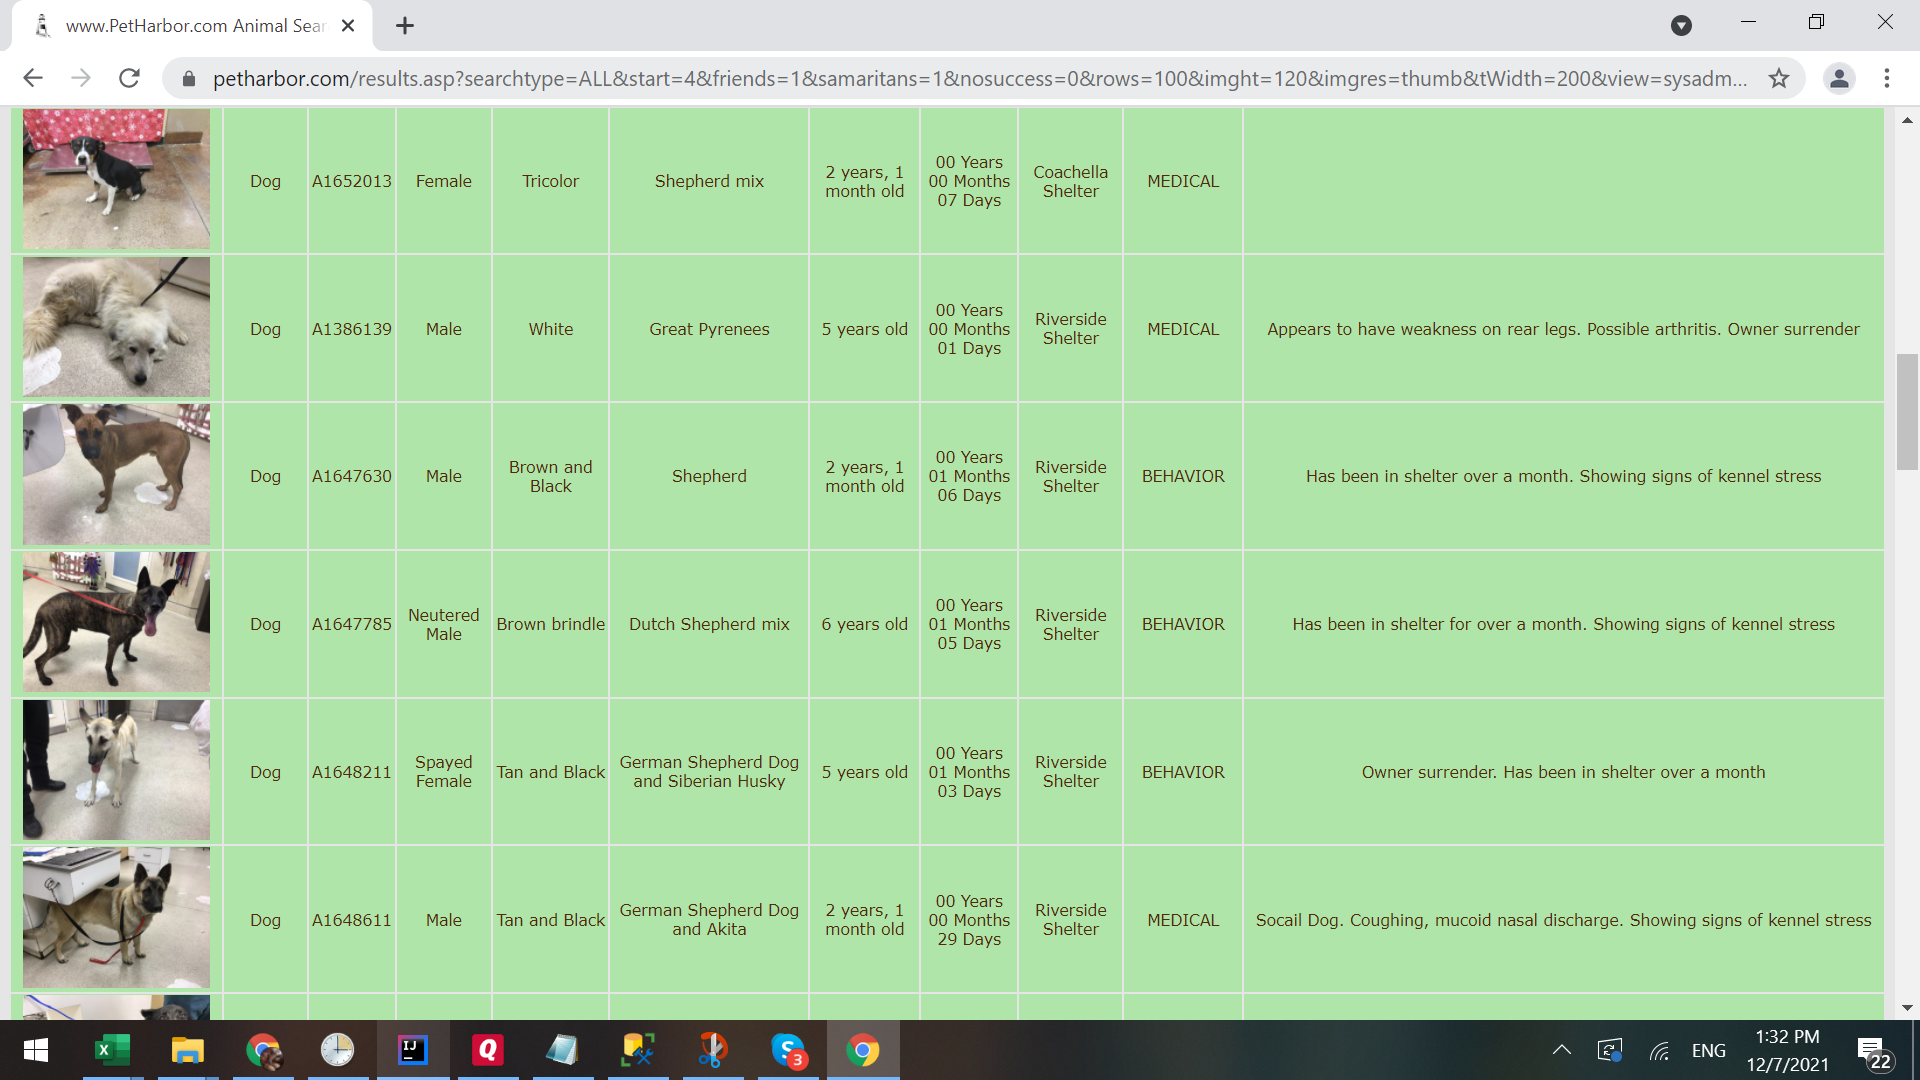 www.PetHarbor.com Animal Sear
petharbor.com/results.asp?searchtype=ALL&start=4&friends=1&samaritans=1&nosuccess=0&rows=100&imght=120&imgres=thumb&tWidth=200&view=sysadm...
Dog
A1652013
Female
Tricolor
Shepherd mix
2 years, 1
month old
00 Years
00 Months
07 Days
Coachella
Shelter
MEDICAL
Dog
A1386139
Male
White
Great Pyrenees
5 years old
00 Years
00 Months
01 Days
Riverside
Shelter
MEDICAL
Appears to have weakness on rear legs. Possible arthritis. Owner surrender
Dog
A1647630
Male
Brown and
Black
Shepherd
2 years, 1
month old
00 Years
01 Months
06 Days
Riverside
Shelter
BEHAVIOR
Has been in shelter over a month. Showing signs of kennel stress
Dog
A1647785
Neutered
Male
Brown brindle
Dutch Shepherd mix
6 years old
00 Years
01 Months
05 Days
Riverside
Shelter
BEHAVIOR
Has been in shelter for over a month. Showing signs of kennel stress
Dog
A1648211
Spayed
Female
Tan and Black
German Shepherd Dog
and Siberian Husky
5 years old
00 Years
01 Months
03 Days
Riverside
Shelter
BEHAVIOR
Owner surrender. Has been in shelter over a month
Dog
A1648611
Male
Tan and Black
German Shepherd Dog
and Akita
2 years, 1
month old
00 Years
00 Months
29 Days
Riverside
Shelter
MEDICAL
Socail Dog. Coughing, mucoid nasal discharge. Showing signs of kennel stress
X
IJ
Q
S
3
ENG
1:32 PM
12/7/2021
22